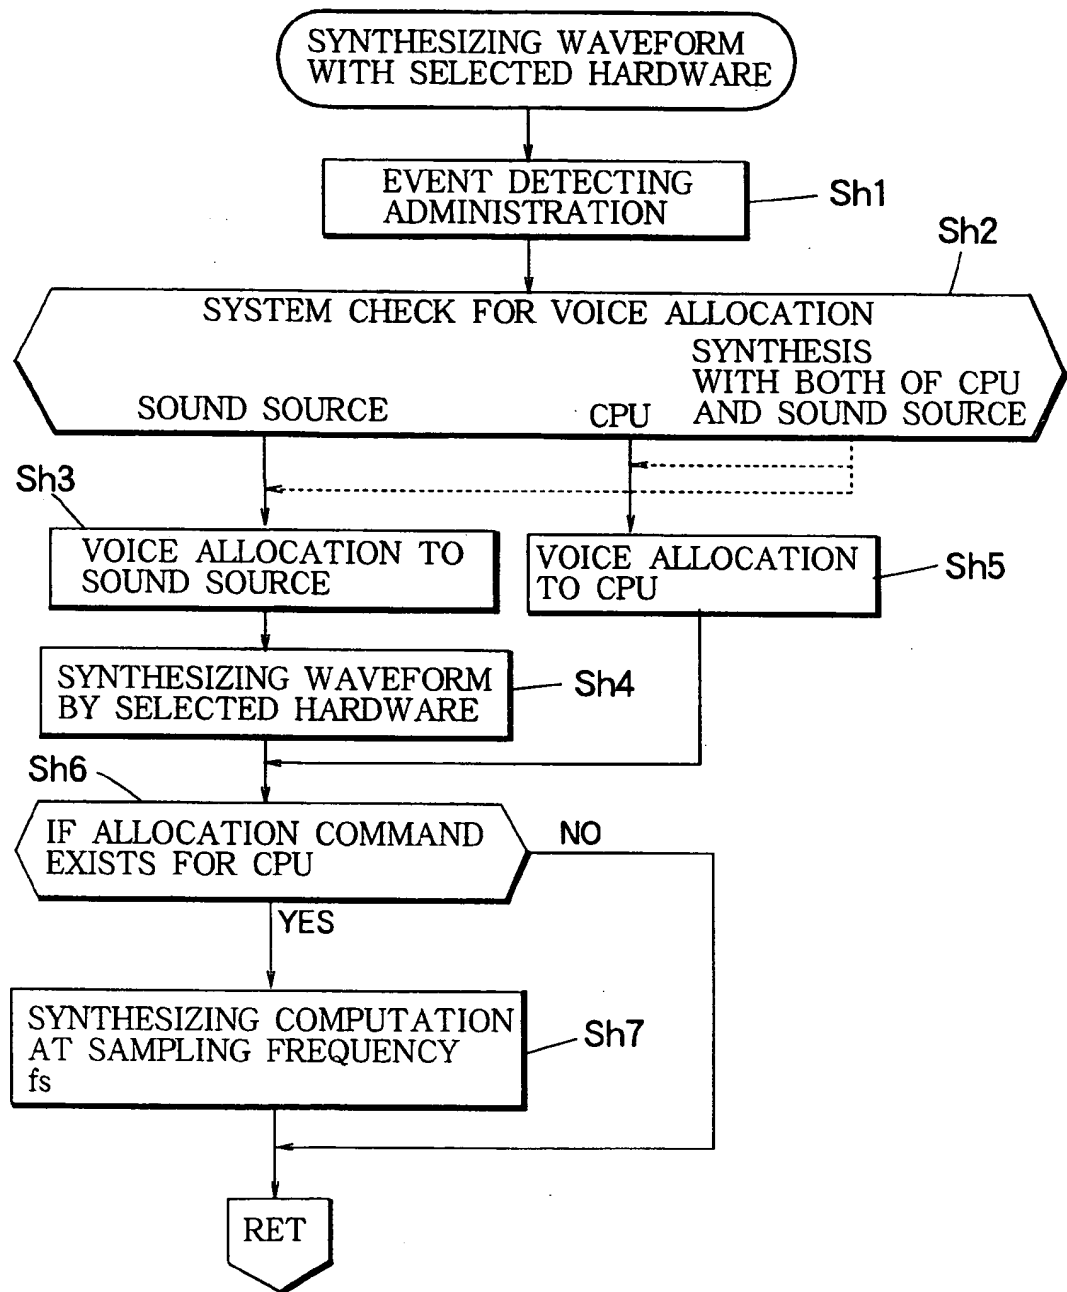 SYNTHESIZING WAVEFORM
WITH SELECTED HARDWARE
EVENT DETECTING
ADMINISTRATION
Sh1
Sh2
SYSTEM CHECK FOR VOICE ALLOCATION
SOUND SOURCE
CPU
SYNTHESIS
WITH BOTH OF CPU
AND SOUND SOURCE
Sh3
VOICE ALLOCATION TO
SOUND SOURCE
VOICE ALLOCATION
TO CPU
Sh5
SYNTHESIZING WAVEFORM
BY SELECTED HARDWARE
Sh4
Sh6
IF ALLOCATION COMMAND
EXISTS FOR CPU
NO
YES
SYNTHESIZING COMPUTATION
AT SAMPLING FREQUENCY
fs
Sh7
RET